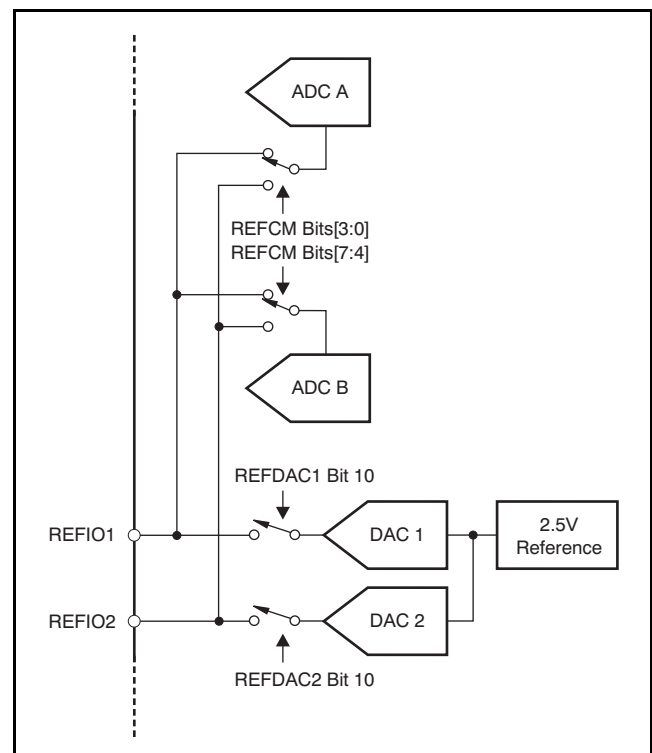 ADC A
REFCM Bits[3:0]
REFCM Bits[7:4]
ADC B
REFDAC1 Bit 10
REFIO1
DAC 1
2.5V
Reference
REFIO2
DAC 2
REFDAC2 Bit 10